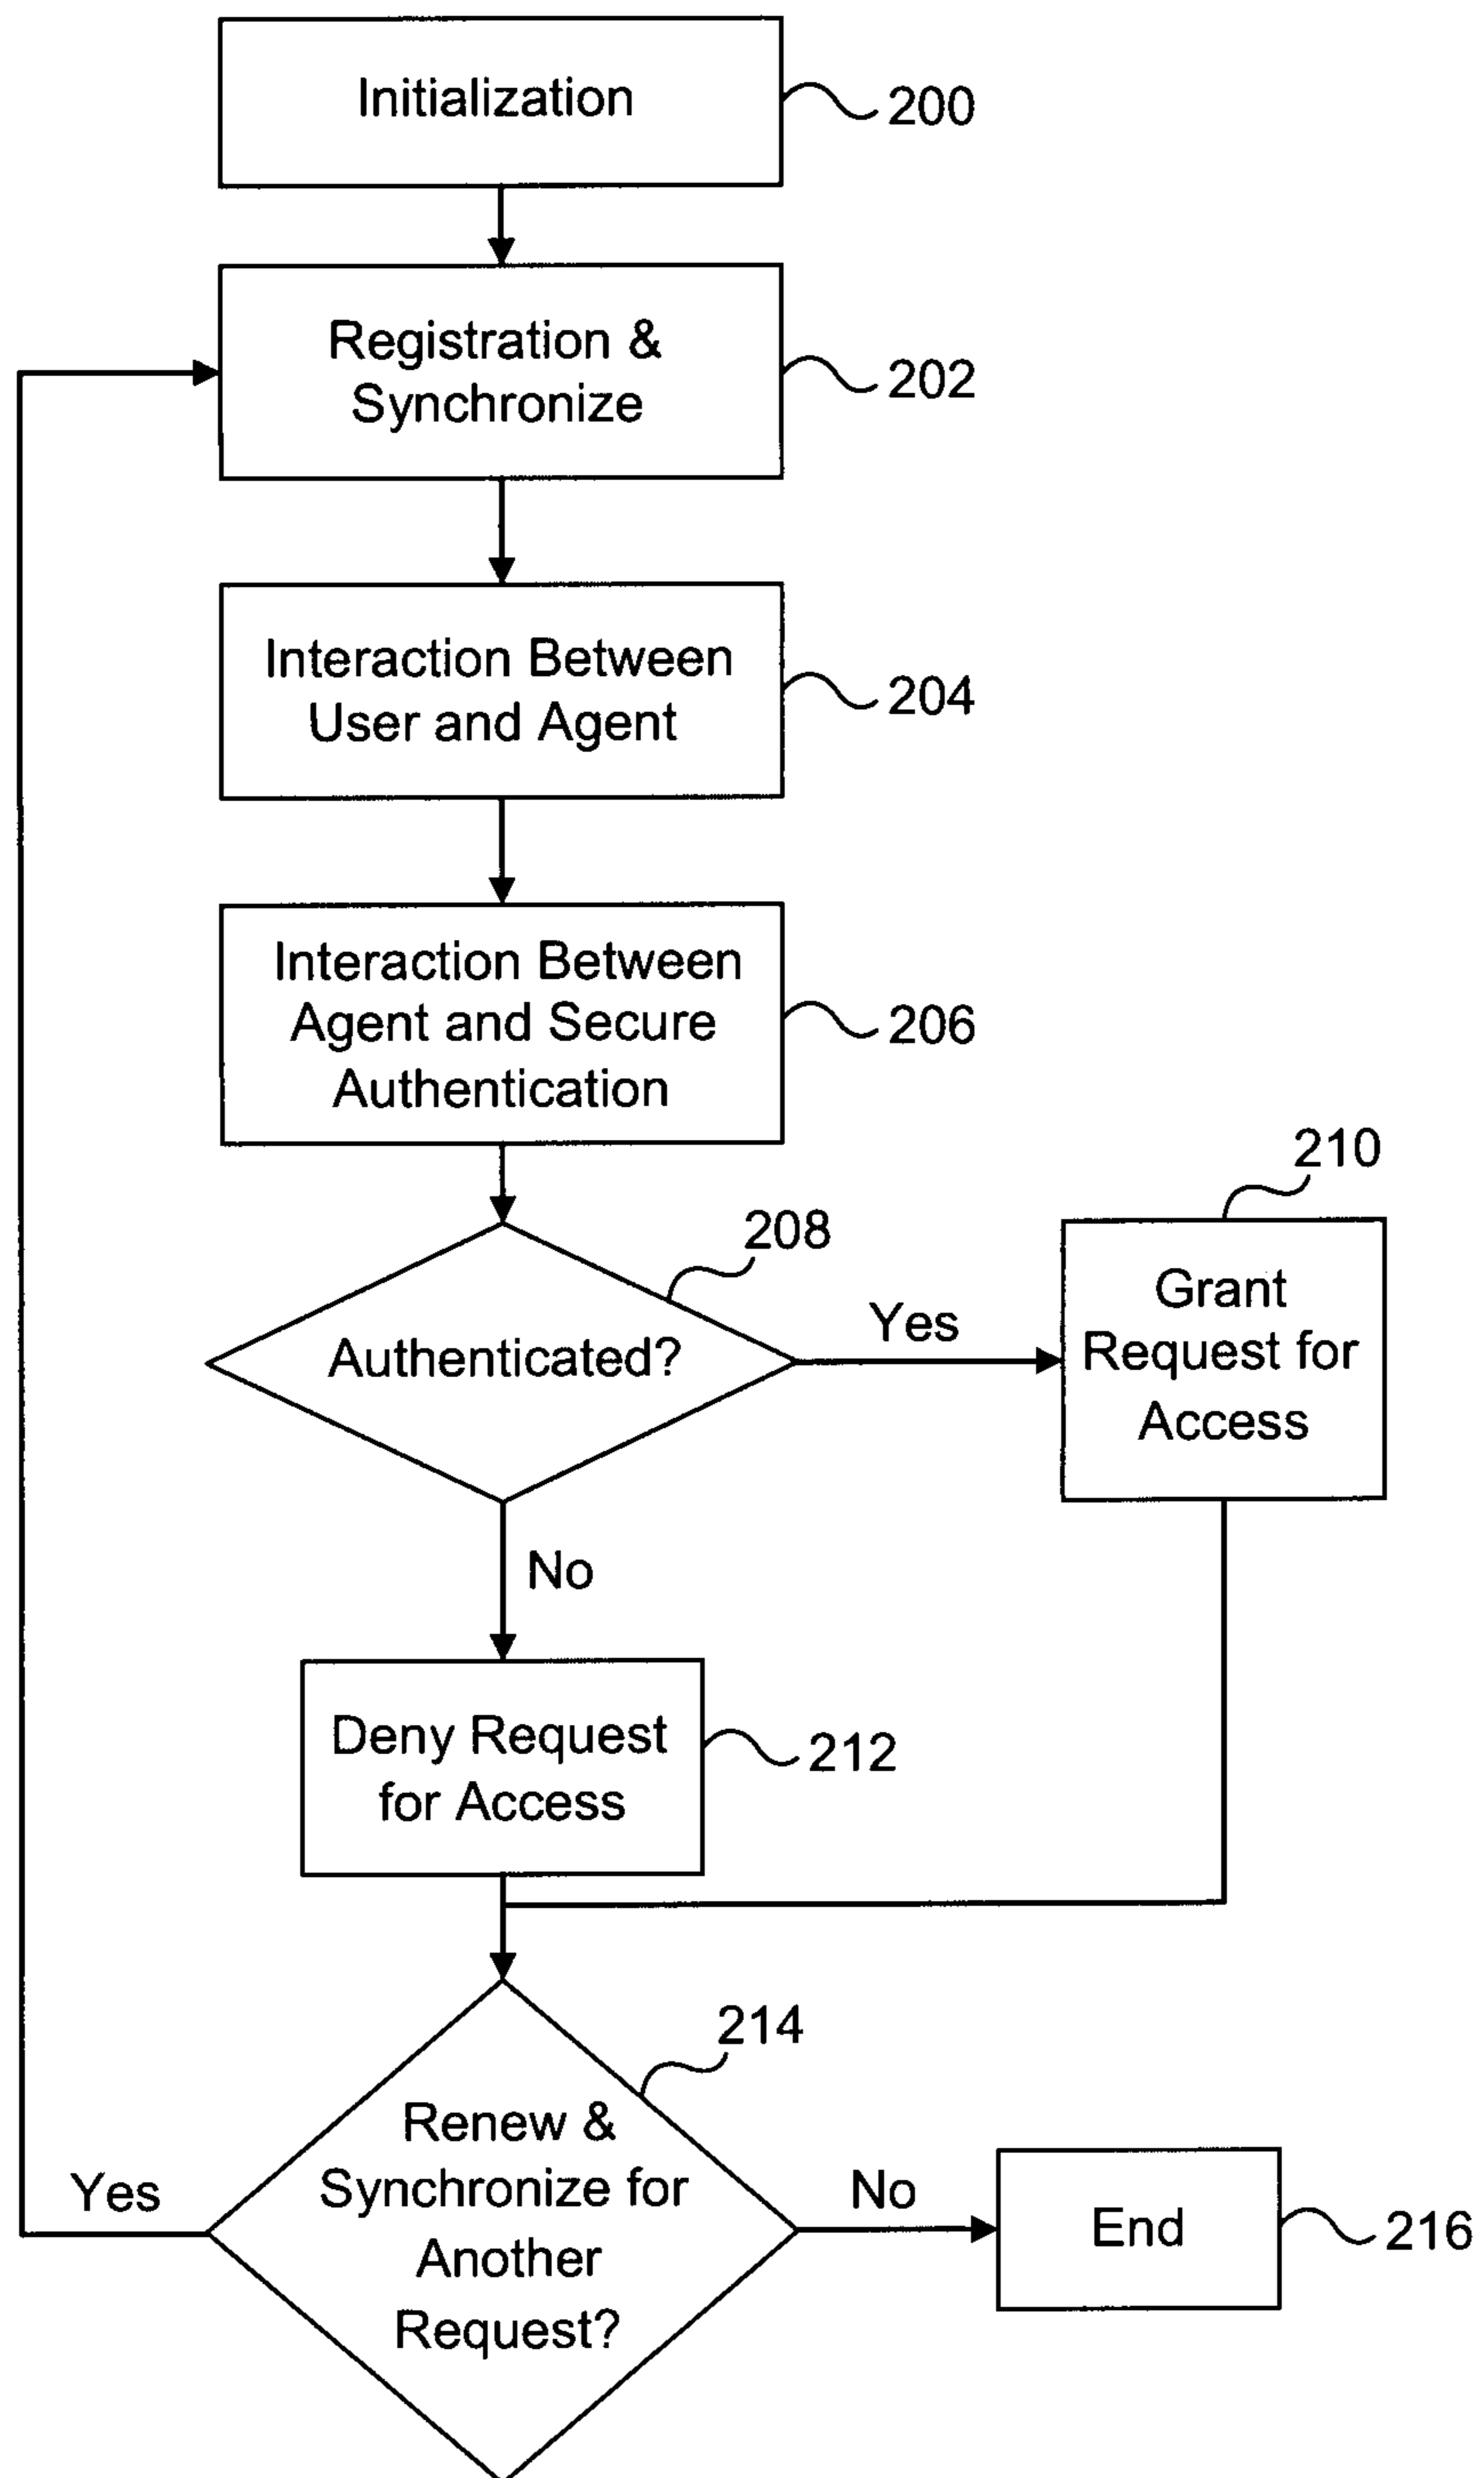 Initialization
200
Registration &
Synchronize
202
Interaction Between
User and Agent
204
Interaction Between
Agent and Secure
Authentication
206
210
208
Authenticated?
Yes
Grant
Request for
Access
No
Deny Request
for Access
212
214
Renew &
Synchronize for
Another
Request?
Yes
No
End
216